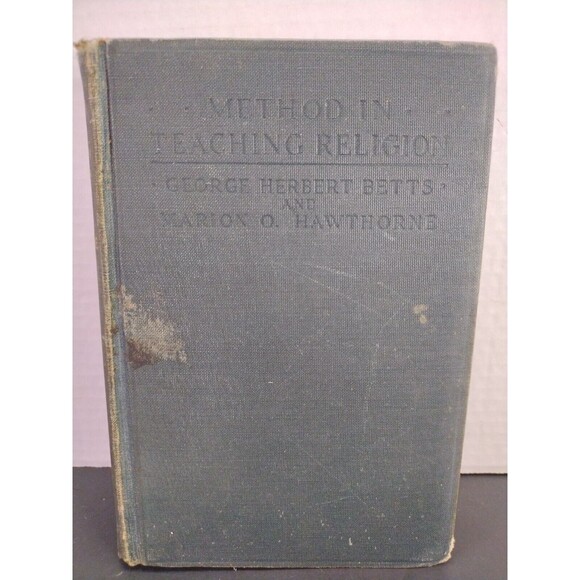 · METHOD IN ·
TEACHING RELIGION
· GEORGE HERBERT BETTS ·
AND
MARION O. HAWTHORNE